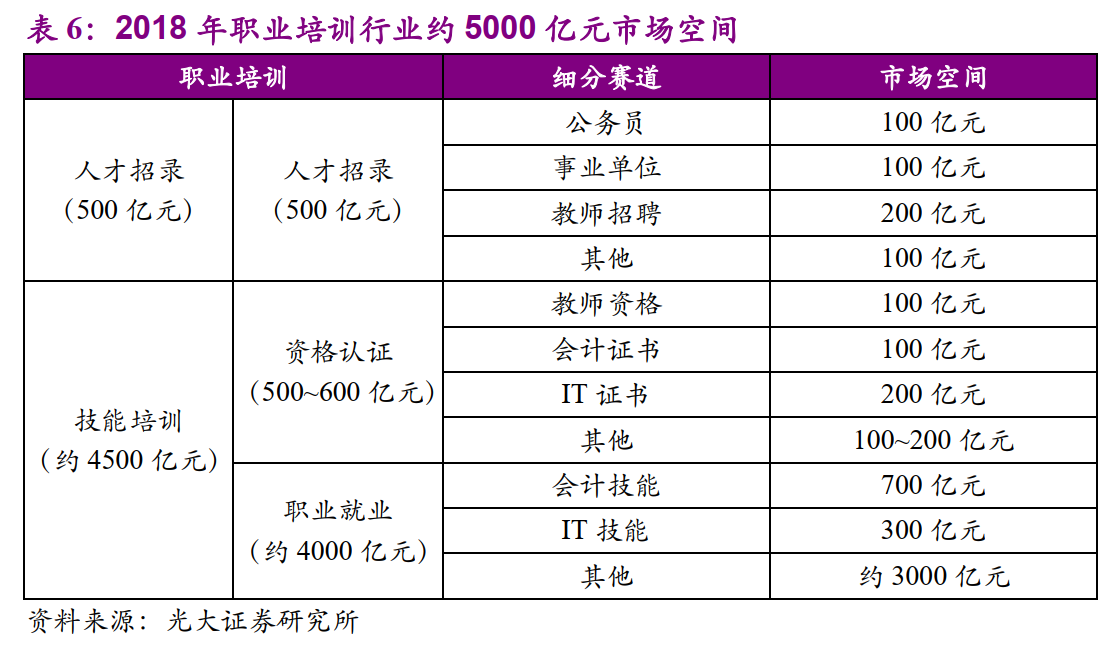 表 6：2018 年职业培训行业约 5000 亿元市场空间
职业培训 细分赛道 市场空间
人才招录
（500 亿元）
人才招录
（500 亿元）
公务员 100 亿元
事业单位 100 亿元
教师招聘 200 亿元
其他 100 亿元
技能培训
（约 4500 亿元）
资格认证
（500~600 亿元）
教师资格 100 亿元
会计证书 100 亿元
IT 证书 200 亿元
其他 100~200 亿元
职业就业
（约 4000 亿元）
会计技能 700 亿元
IT 技能 300 亿元
其他 约 3000 亿元
资料来源：光大证券研究所